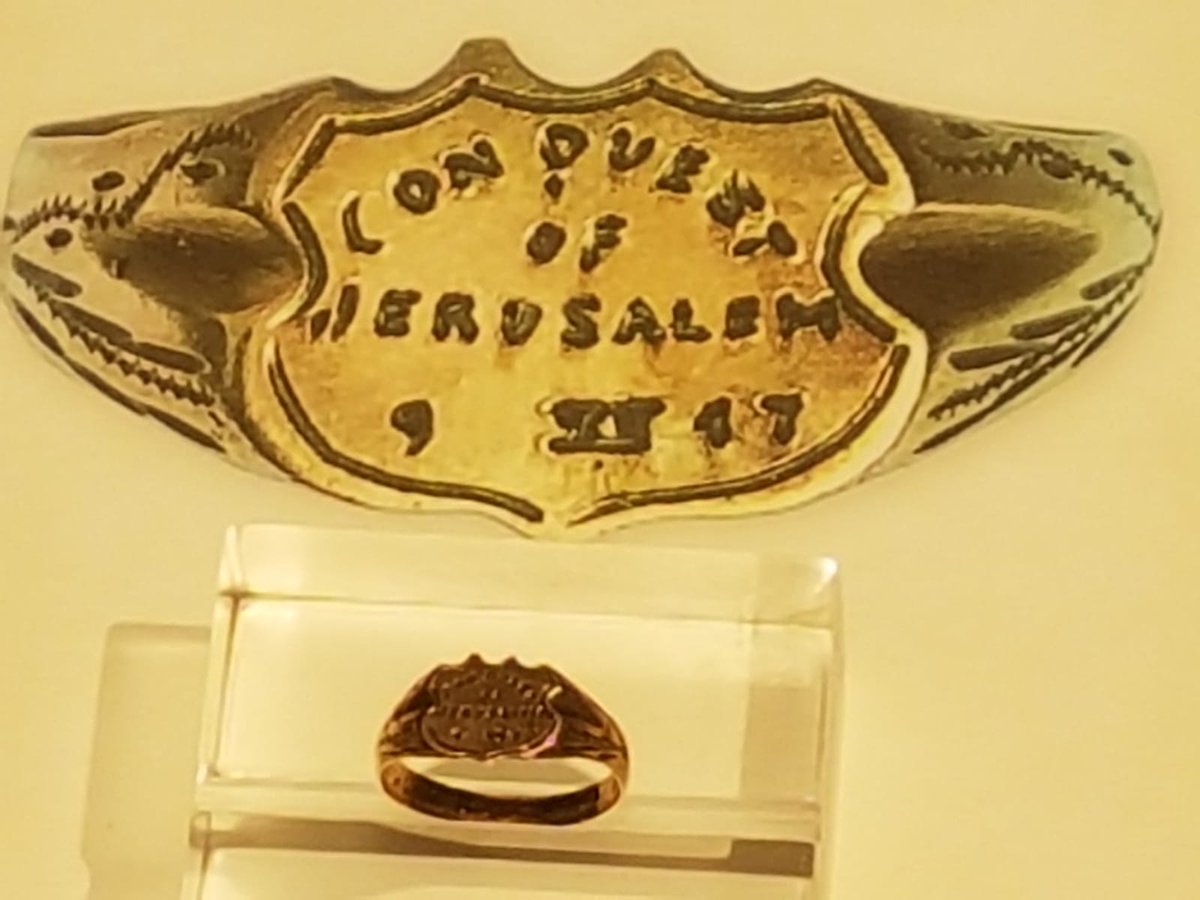 CONQUEST
OF
JERUSALEM
9 XII 17